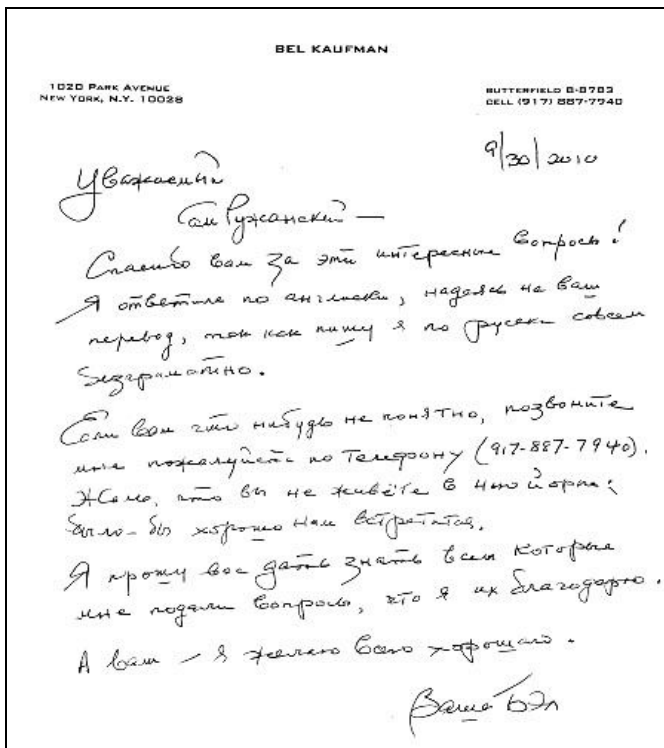 BEL KAUFMAN
1020 PARK AVENUE
NEW YORK, N.Y. 10028
BUTTERFIELD 8-8783
CELL (917) 887-7940
9/30/2010
Уважаемый
Сам Ружанский —
Спасибо вам за эти интересные вопросы!
Я ответила по англиски, надеясь на ваш
перевод, так как пишу я по русски совсем
безграмотно.
Если вам что нибудь не понятно, позвоните
мне пожалуйста по телефону (917-887-7940).
Жаль, что вы не живёте в Нью Йорке;
было-бы хорошо нам встретится.
Я прошу вас дать знать всем которые
мне подали вопросы, что я их благодарю.
А вам — я желаю всего хорошаго.
Ваша Бэл